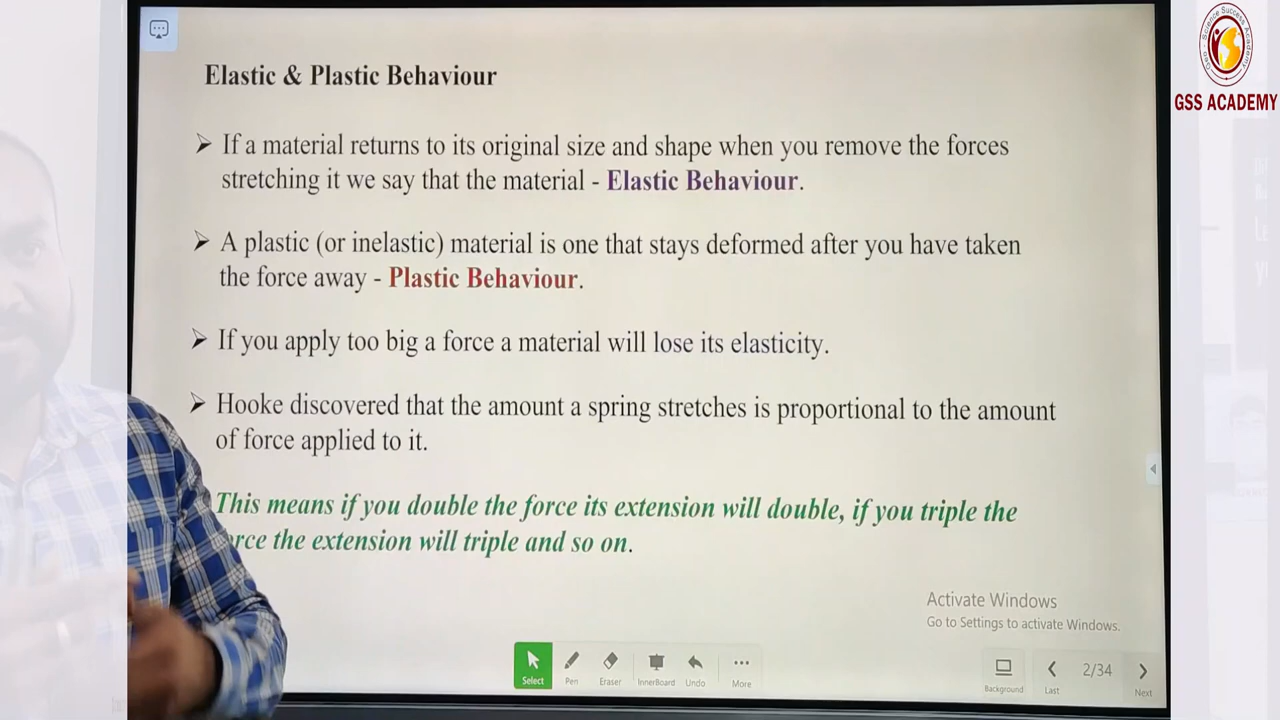 Geo Science Success Academy
GSS ACADEMY
Elastic & Plastic Behaviour
➤ If a material returns to its original size and shape when you remove the forces
stretching it we say that the material - Elastic Behaviour.
➤ A plastic (or inelastic) material is one that stays deformed after you have taken
the force away - Plastic Behaviour.
➤ If you apply too big a force a material will lose its elasticity.
➤ Hooke discovered that the amount a spring stretches is proportional to the amount
of force applied to it.
This means if you double the force its extension will double, if you triple the
rce the extension will triple and so on.
Activate Windows
Go to Settings to activate Windows.
Select
Pen
Eraser
InnerBoard
Undo
More
Background
Last
2/34
Next